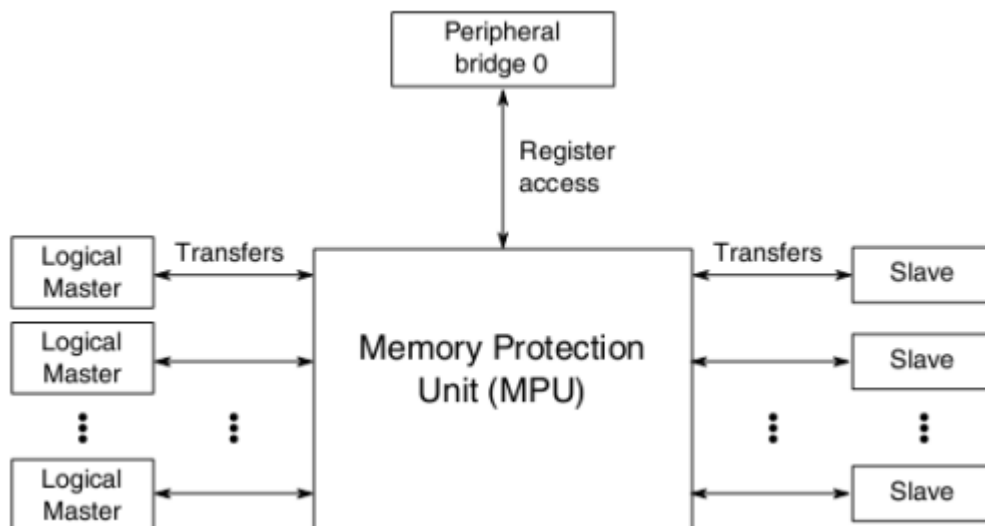 Peripheral
bridge 0
Register
access
Logical
Master
Transfers
Transfers
Slave
Logical
Master
Memory Protection
Unit (MPU)
Slave
Logical
Master
Slave